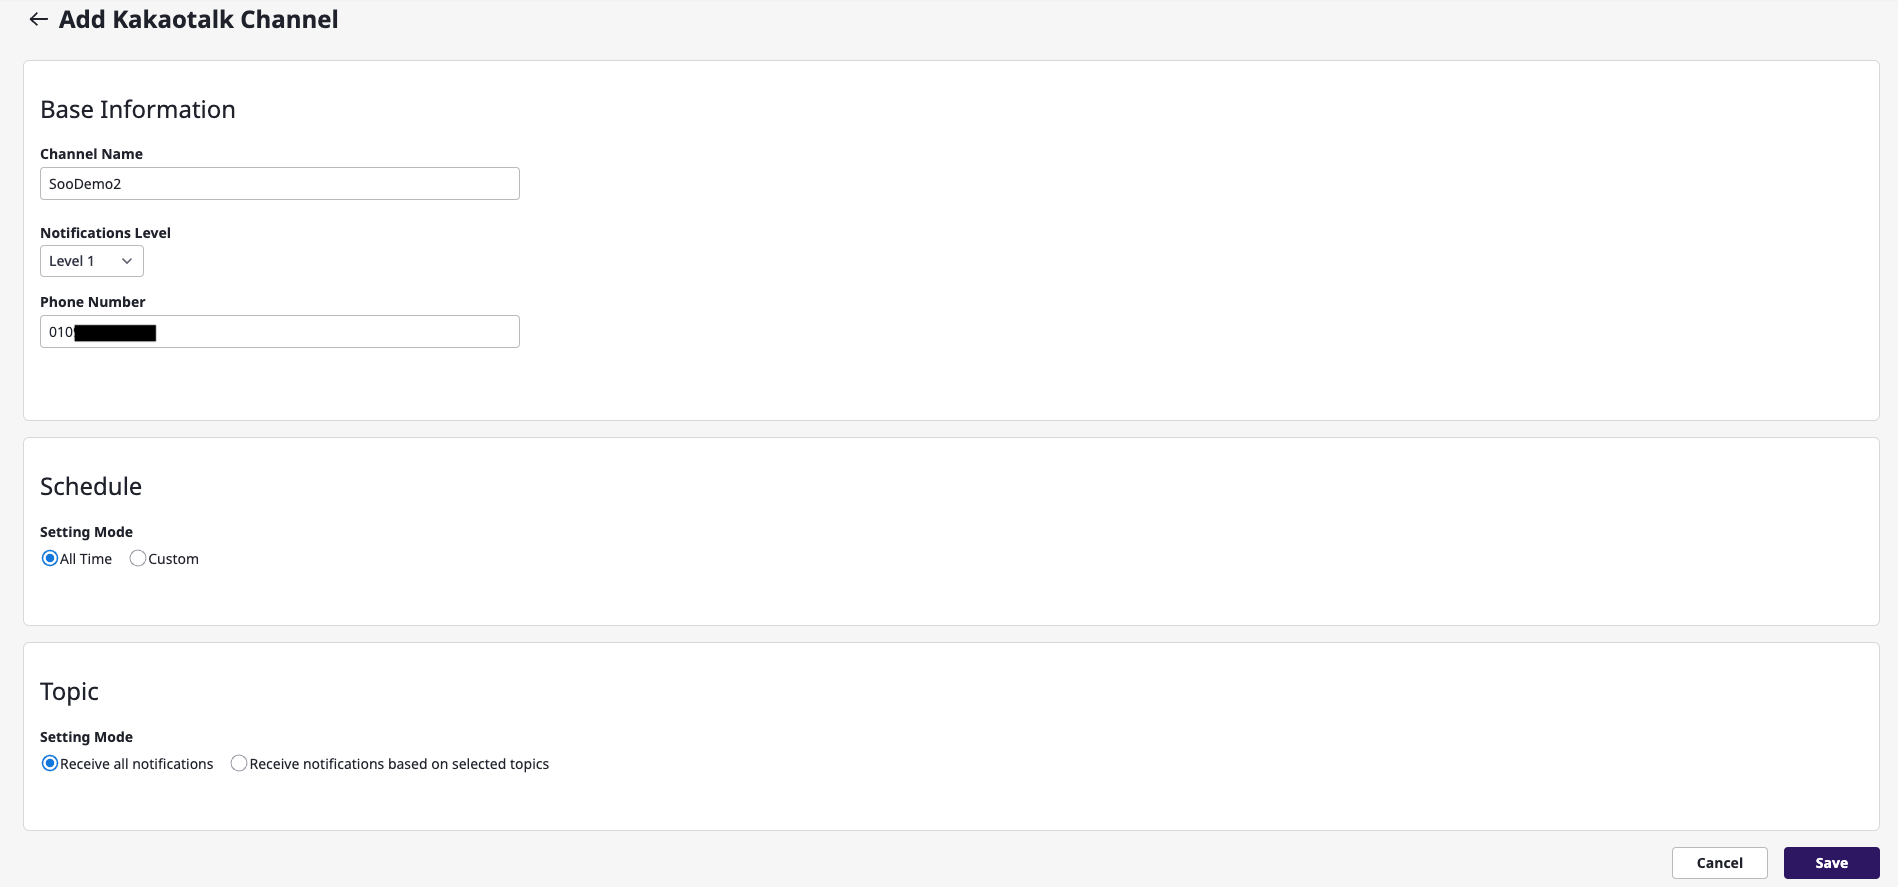 Add Kakaotalk Channel
Base Information
Channel Name
SooDemo2
Notifications Level
Level 1
Phone Number
010
Schedule
Setting Mode
All Time Custom
Topic
Setting Mode
Receive all notifications Receive notifications based on selected topics
Cancel Save